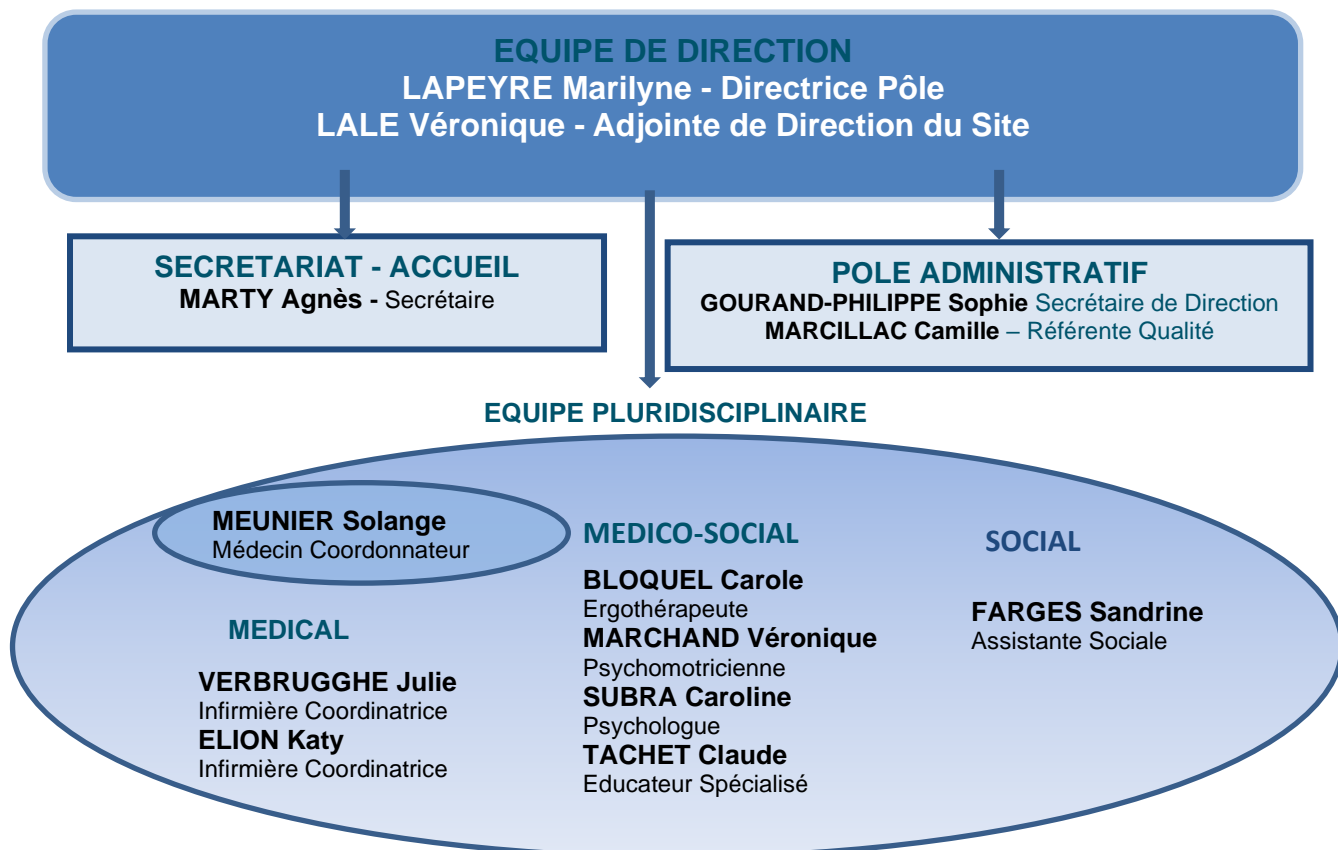 EQUIPE DE DIRECTION
LAPEYRE Marilyne - Directrice Pôle
LALE Véronique - Adjointe de Direction du Site
SECRETARIAT - ACCUEIL
MARTY Agnès - Secrétaire
POLE ADMINISTRATIF
GOURAND-PHILIPPE Sophie Secrétaire de Direction
MARCILLAC Camille – Référente Qualité
EQUIPE PLURIDISCIPLINAIRE
MEUNIER Solange
Médecin Coordonnateur
MEDICAL
VERBRUGGHE Julie
Infirmière Coordinatrice
ELION Katy
Infirmière Coordinatrice
MEDICO-SOCIAL
BLOQUEL Carole
Ergothérapeute
MARCHAND Véronique
Psychomotricienne
SUBRA Caroline
Psychologue
TACHET Claude
Educateur Spécialisé
SOCIAL
FARGES Sandrine
Assistante Sociale